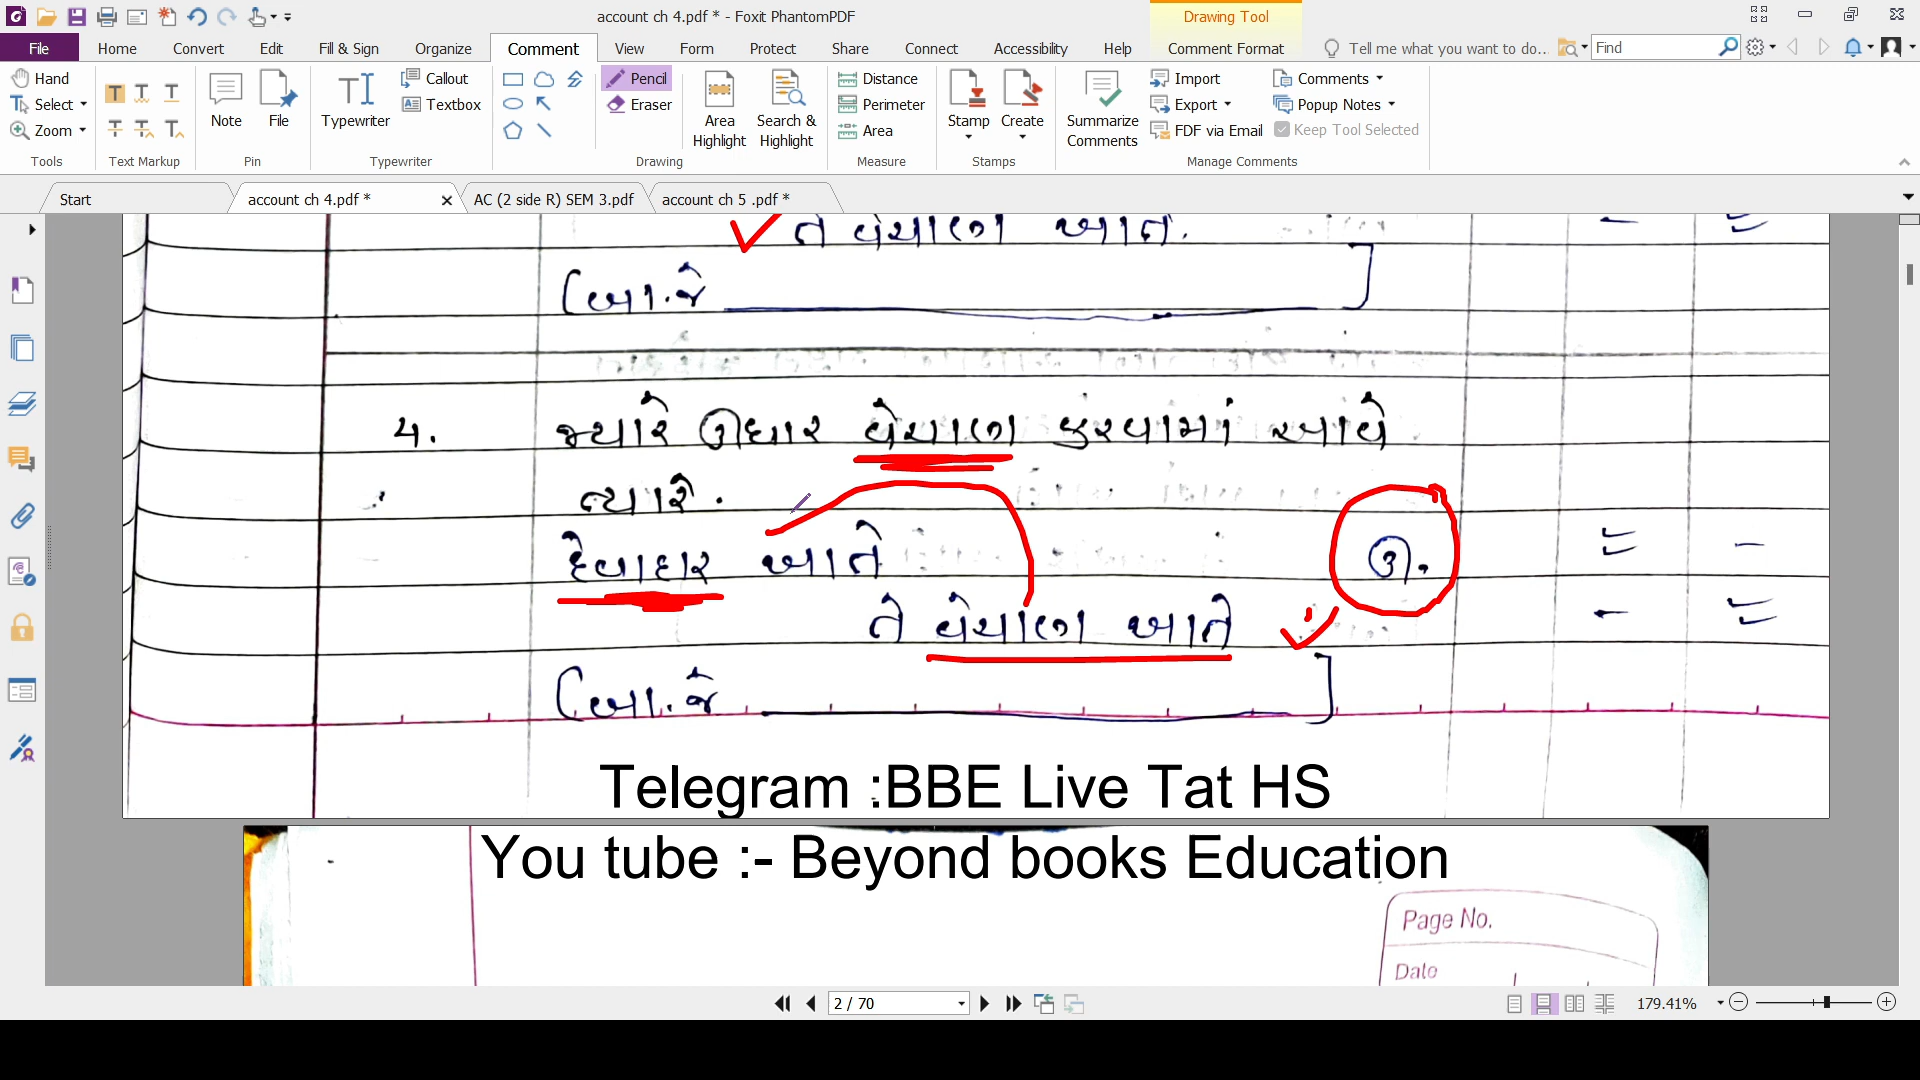 account ch 4.pdf * - Foxit PhantomPDF
Drawing Tool
File Home Convert Edit Fill & Sign Organize Comment View Form Protect Share Connect Accessibility Help Comment Format Tell me what you want to do... Find
Hand
Select
Zoom
Tools
Text Markup
Note
File
Pin
Typewriter
Callout
Textbox
Typewriter
Pencil
Eraser
Area Highlight
Search & Highlight
Drawing
Distance
Perimeter
Area
Measure
Stamp
Create
Stamps
Summarize Comments
Import
Export
FDF via Email
Comments
Popup Notes
Keep Tool Selected
Manage Comments
Start
account ch 4.pdf *
AC (2 side R) SEM 3.pdf
account ch 5 .pdf *
તે વેચાણ ખાતે.
[બા.જે ]
4. જ્યારે ઉધાર વેચાણ કરવામાં આવે
ત્યારે.
દેવાદાર ખાતે ઉ. = -
તે વેચાણ ખાતે - =
[બા.જે ]
Telegram :BBE Live Tat HS
You tube :- Beyond books Education
Page No.
Date
2 / 70
179.41%